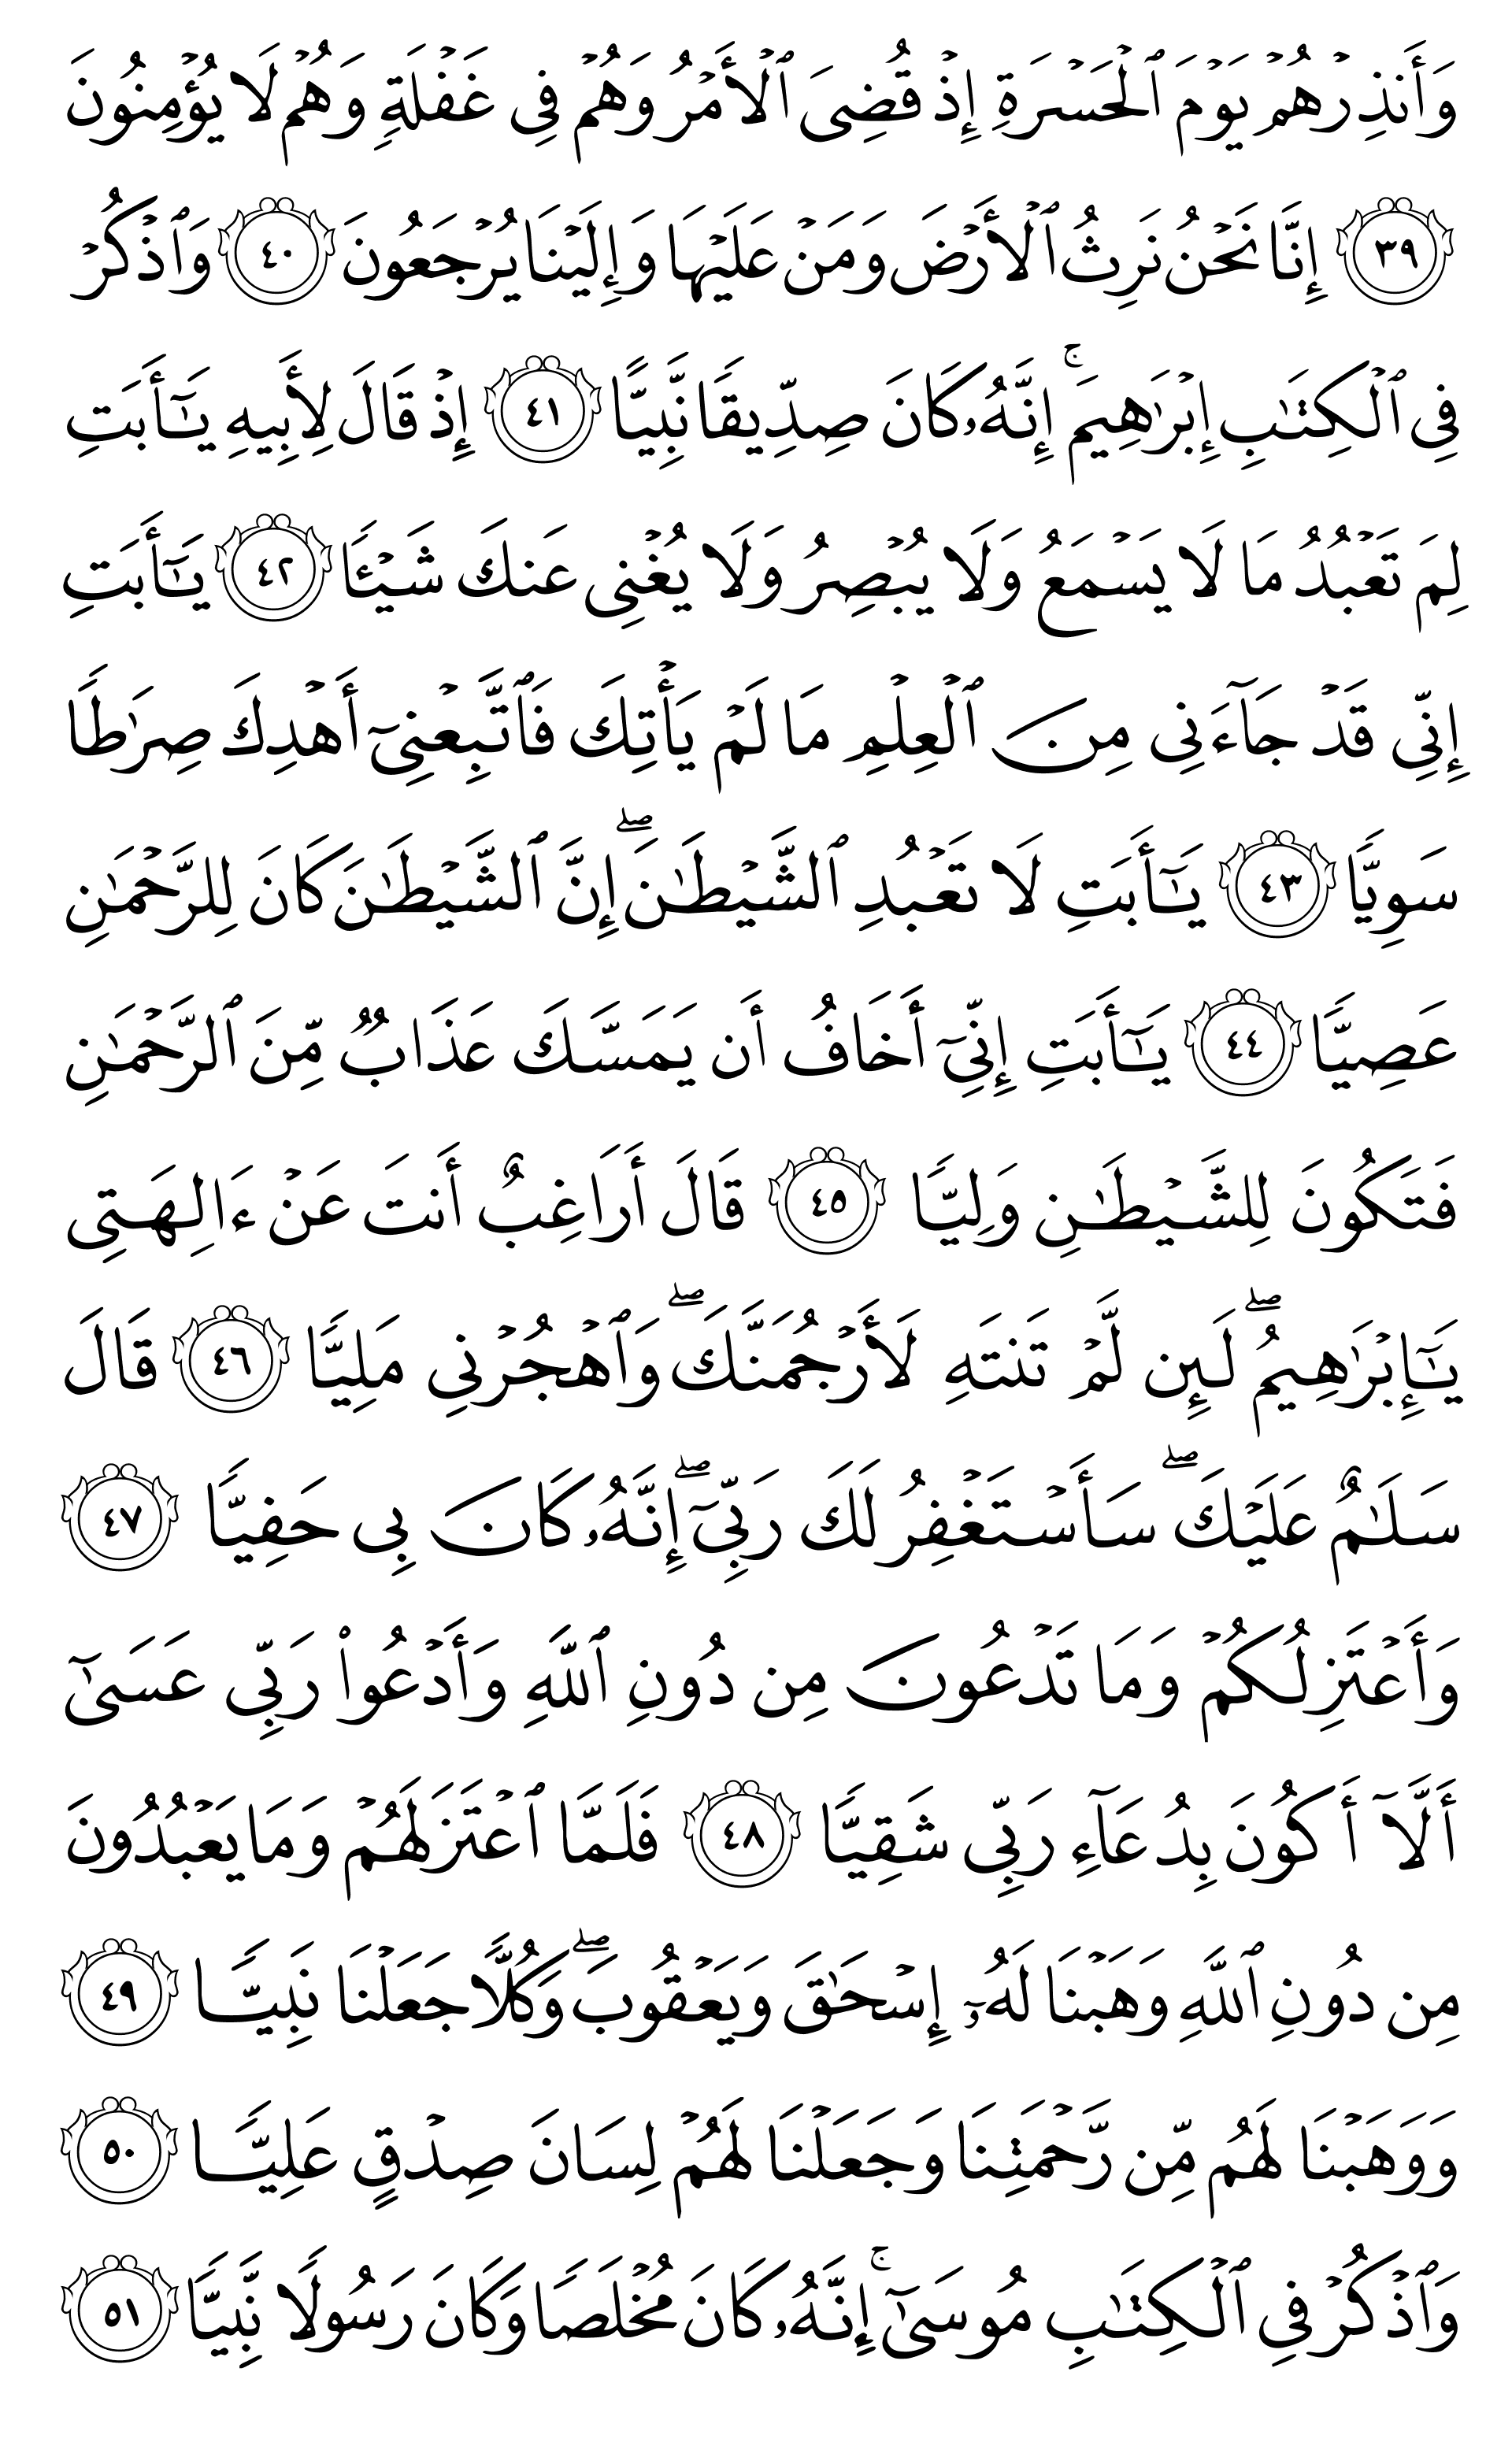 وَأَنذِرْهُمْ يَوْمَ ٱلْحَسْرَةِ إِذْ قُضِىَ ٱلْأَمْرُ وَهُمْ فِى غَفْلَةٍ وَهُمْ لَا يُؤْمِنُونَ
٣٩ إِنَّا نَحْنُ نَرِثُ ٱلْأَرْضَ وَمَنْ عَلَيْهَا وَإِلَيْنَا يُرْجَعُونَ ٤٠ وَٱذْكُرْ
فِى ٱلْكِتَـٰبِ إِبْرَٰهِيمَ ۚ إِنَّهُۥ كَانَ صِدِّيقًا نَّبِيًّا ٤١ إِذْ قَالَ لِأَبِيهِ يَـٰٓأَبَتِ
لِمَ تَعْبُدُ مَا لَا يَسْمَعُ وَلَا يُبْصِرُ وَلَا يُغْنِى عَنكَ شَيْـًٔا ٤٢ يَـٰٓأَبَتِ
إِنِّى قَدْ جَآءَنِى مِنَ ٱلْعِلْمِ مَا لَمْ يَأْتِكَ فَٱتَّبِعْنِىٓ أَهْدِكَ صِرَٰطًا
سَوِيًّا ٤٣ يَـٰٓأَبَتِ لَا تَعْبُدِ ٱلشَّيْطَـٰنَ ۖ إِنَّ ٱلشَّيْطَـٰنَ كَانَ لِلرَّحْمَـٰنِ
عَصِيًّا ٤٤ يَـٰٓأَبَتِ إِنِّىٓ أَخَافُ أَن يَمَسَّكَ عَذَابٌ مِّنَ ٱلرَّحْمَـٰنِ
فَتَكُونَ لِلشَّيْطَـٰنِ وَلِيًّا ٤٥ قَالَ أَرَاغِبٌ أَنتَ عَنْ ءَالِهَتِى
يَـٰٓإِبْرَٰهِيمُ ۖ لَئِن لَّمْ تَنتَهِ لَأَرْجُمَنَّكَ ۖ وَٱهْجُرْنِى مَلِيًّا ٤٦ قَالَ
سَلَـٰمٌ عَلَيْكَ ۖ سَأَسْتَغْفِرُ لَكَ رَبِّىٓ ۖ إِنَّهُۥ كَانَ بِى حَفِيًّا ٤٧
وَأَعْتَزِلُكُمْ وَمَا تَدْعُونَ مِن دُونِ ٱللَّهِ وَأَدْعُوا۟ رَبِّى عَسَىٰٓ
أَلَّآ أَكُونَ بِدُعَآءِ رَبِّى شَقِيًّا ٤٨ فَلَمَّا ٱعْتَزَلَهُمْ وَمَا يَعْبُدُونَ
مِن دُونِ ٱللَّهِ وَهَبْنَا لَهُۥٓ إِسْحَـٰقَ وَيَعْقُوبَ ۖ وَكُلًّا جَعَلْنَا نَبِيًّا ٤٩
وَوَهَبْنَا لَهُم مِّن رَّحْمَتِنَا وَجَعَلْنَا لَهُمْ لِسَانَ صِدْقٍ عَلِيًّا ٥٠
وَٱذْكُرْ فِى ٱلْكِتَـٰبِ مُوسَىٰٓ ۚ إِنَّهُۥ كَانَ مُخْلَصًا وَكَانَ رَسُولًا نَّبِيًّا ٥١